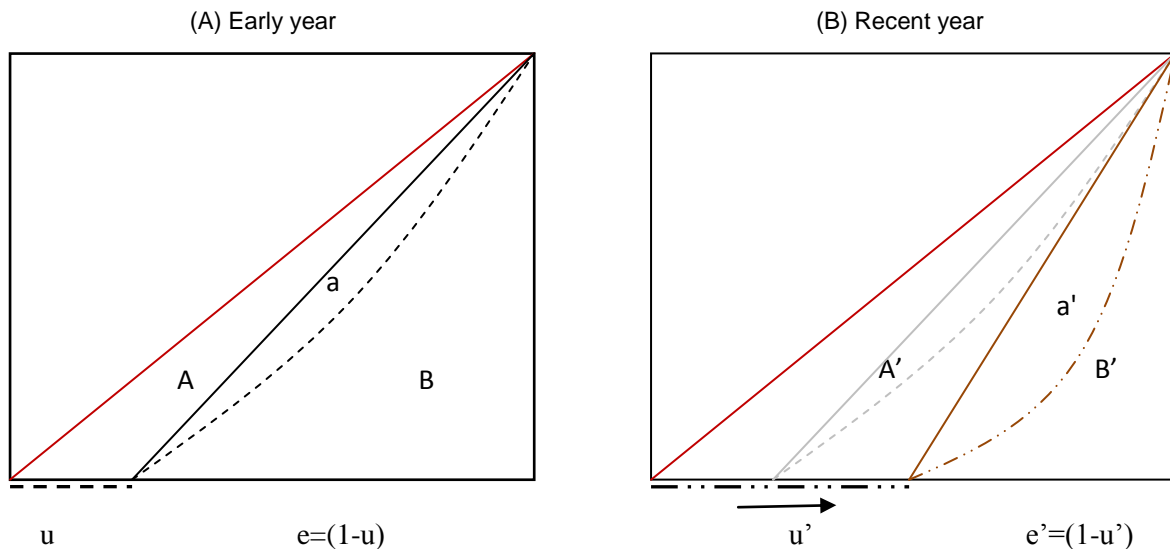 (A) Early year
a
A
B
u
e=(1-u)
(B) Recent year
a'
A’
B’
u’
e’=(1-u’)